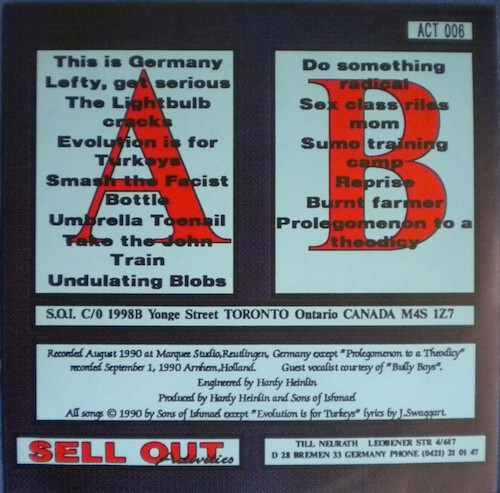 ACT 006
A
This is Germany
Lefty, get serious
The Lightbulb
cracks
Evolution is for
Turkeys
Smash the Facist
Bottle
Umbrella Toenail
Take the John
Train
Undulating Blobs
B
Do something
radical
Sex class riles
mom
Sumo training
camp
Reprise
Burnt farmer
Prolegomenon to a
theodicy
S.O.I. C/0 1998B Yonge Street TORONTO Ontario CANADA M4S 1Z7
Recorded August 1990 at Marquee Studio,Reutlingen, Germany except "Prolegomenon to a Theodicy"
recorded September 1, 1990 Arnhem,Holland. Guest vocalist courtesy of "Bully Boys".
Engineered by Hardy Heinlin
Produced by Hardy Heinlin and Sons of Ishmael
All songs © 1990 by Sons of Ishmael except "Evolution is for Turkeys" lyrics by J.Swaggart.
SELL OUT
Activities
TILL NEURATH LEOBENER STR 4/617
D 28 BREMEN 33 GERMANY PHONE (0421) 21 01 47